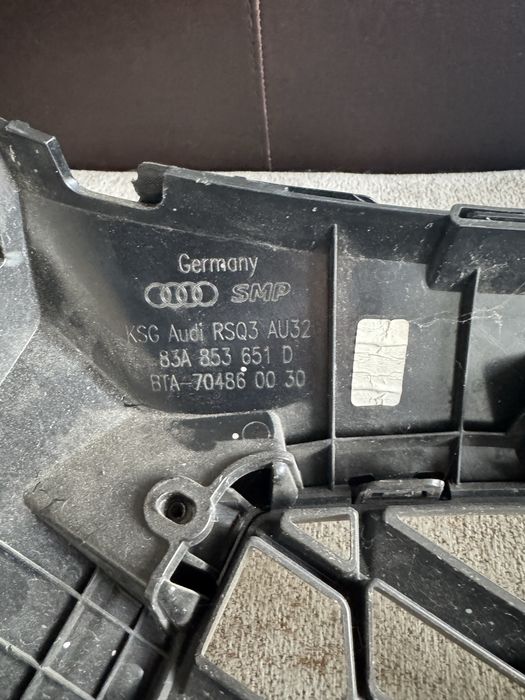 Germany
SMP
KSG Audi RSQ3 AU32
83A 853 651 D
BTA-70486 00 30